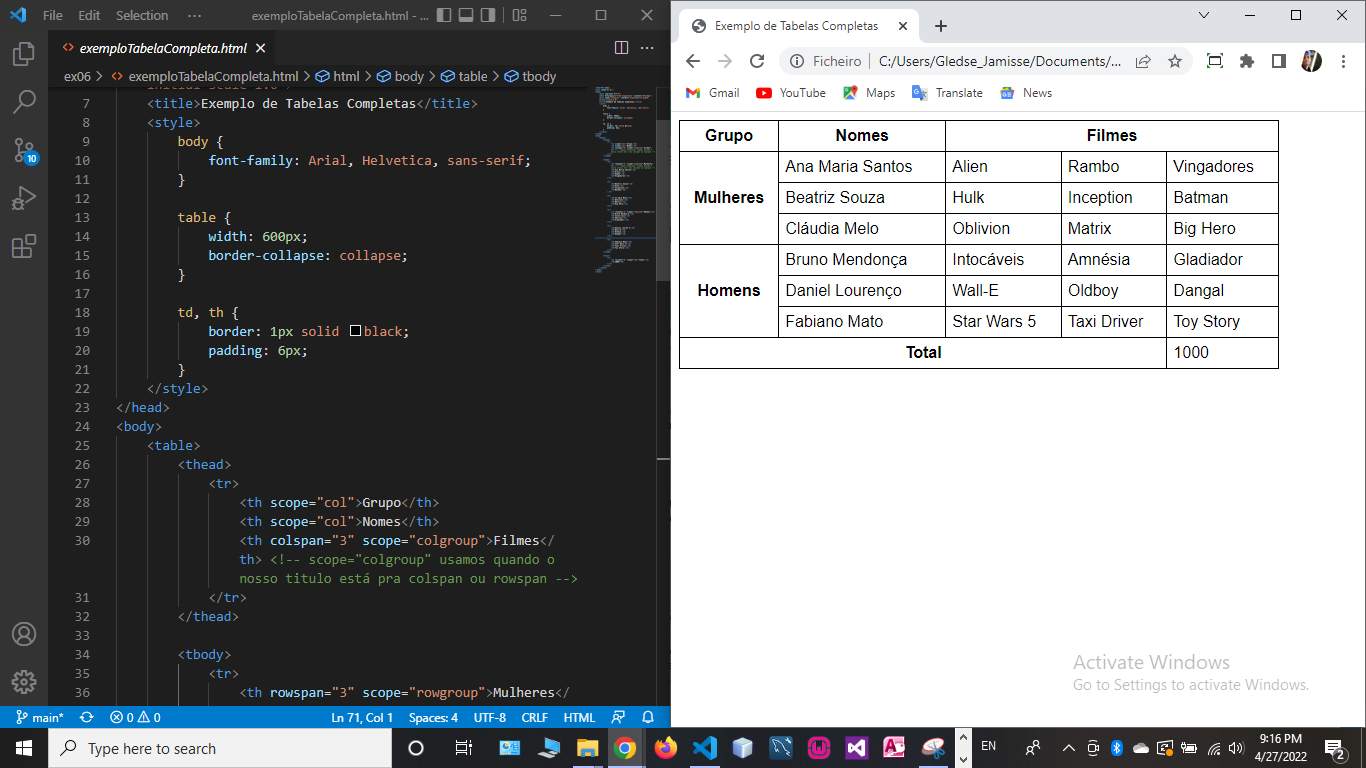 File Edit Selection ··· exemploTabelaCompleta.html - ...
exemploTabelaCompleta.html
ex06 > exemploTabelaCompleta.html > html > body > table > tbody
7 <title>Exemplo de Tabelas Completas</title>
8 <style>
9 body {
10 font-family: Arial, Helvetica, sans-serif;
11 }
12
13 table {
14 width: 600px;
15 border-collapse: collapse;
16 }
17
18 td, th {
19 border: 1px solid black;
20 padding: 6px;
21 }
22 </style>
23 </head>
24 <body>
25 <table>
26 <thead>
27 <tr>
28 <th scope="col">Grupo</th>
29 <th scope="col">Nomes</th>
30 <th colspan="3" scope="colgroup">Filmes</
th> <!-- scope="colgroup" usamos quando o
nosso titulo está pra colspan ou rowspan -->
31 </tr>
32 </thead>
33
34 <tbody>
35 <tr>
36 <th rowspan="3" scope="rowgroup">Mulheres</
10
main* 0 0 Ln 71, Col 1 Spaces: 4 UTF-8 CRLF HTML
Exemplo de Tabelas Completas
Ficheiro | C:/Users/Gledse_Jamisse/Documents/...
Gmail YouTube Maps Translate News
Grupo Nomes Filmes
Mulheres
Ana Maria Santos Alien Rambo Vingadores
Beatriz Souza Hulk Inception Batman
Cláudia Melo Oblivion Matrix Big Hero
Homens
Bruno Mendonça Intocáveis Amnésia Gladiador
Daniel Lourenço Wall-E Oldboy Dangal
Fabiano Mato Star Wars 5 Taxi Driver Toy Story
Total 1000
Activate Windows
Go to Settings to activate Windows.
Type here to search
EN
9:16 PM
4/27/2022
2